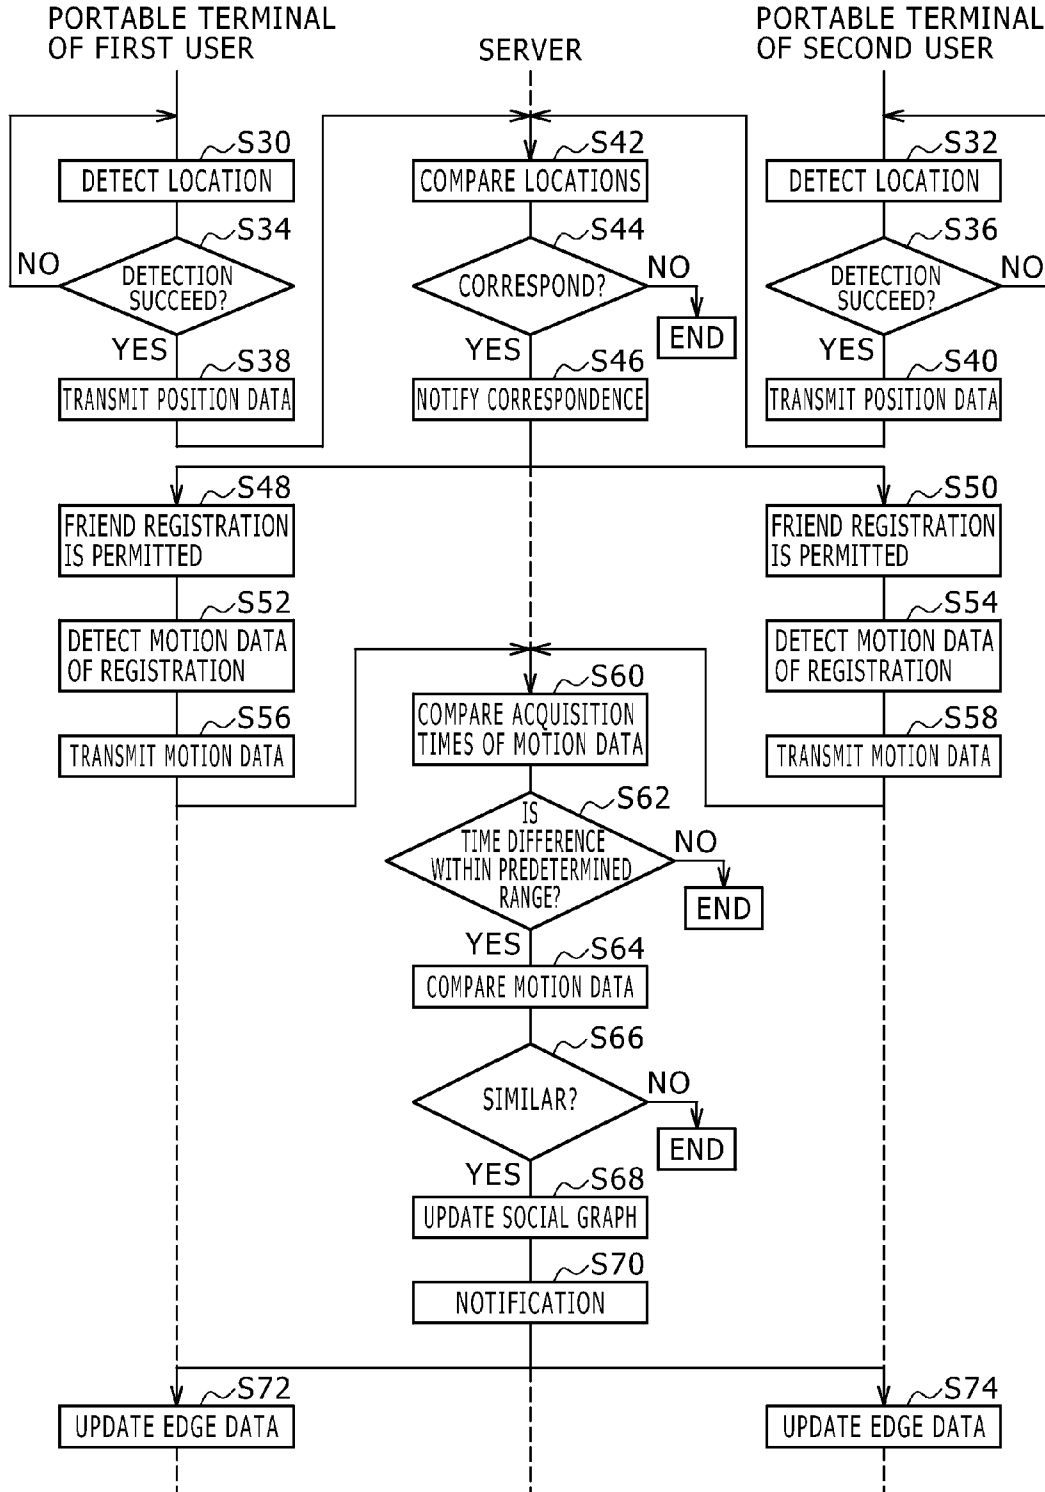 PORTABLE TERMINAL
OF FIRST USER
SERVER
PORTABLE TERMINAL
OF SECOND USER
S30
DETECT LOCATION
S42
COMPARE LOCATIONS
S32
DETECT LOCATION
S34
DETECTION
SUCCEED?
NO
YES
S44
CORRESPOND?
NO
END
YES
S36
DETECTION
SUCCEED?
NO
YES
S38
TRANSMIT POSITION DATA
S46
NOTIFY CORRESPONDENCE
S40
TRANSMIT POSITION DATA
S48
FRIEND REGISTRATION
IS PERMITTED
S50
FRIEND REGISTRATION
IS PERMITTED
S52
DETECT MOTION DATA
OF REGISTRATION
S54
DETECT MOTION DATA
OF REGISTRATION
S56
TRANSMIT MOTION DATA
S60
COMPARE ACQUISITION
TIMES OF MOTION DATA
S58
TRANSMIT MOTION DATA
S62
IS
TIME DIFFERENCE
WITHIN PREDETERMINED
RANGE?
NO
END
YES
S64
COMPARE MOTION DATA
S66
SIMILAR?
NO
END
YES
S68
UPDATE SOCIAL GRAPH
S70
NOTIFICATION
S72
UPDATE EDGE DATA
S74
UPDATE EDGE DATA